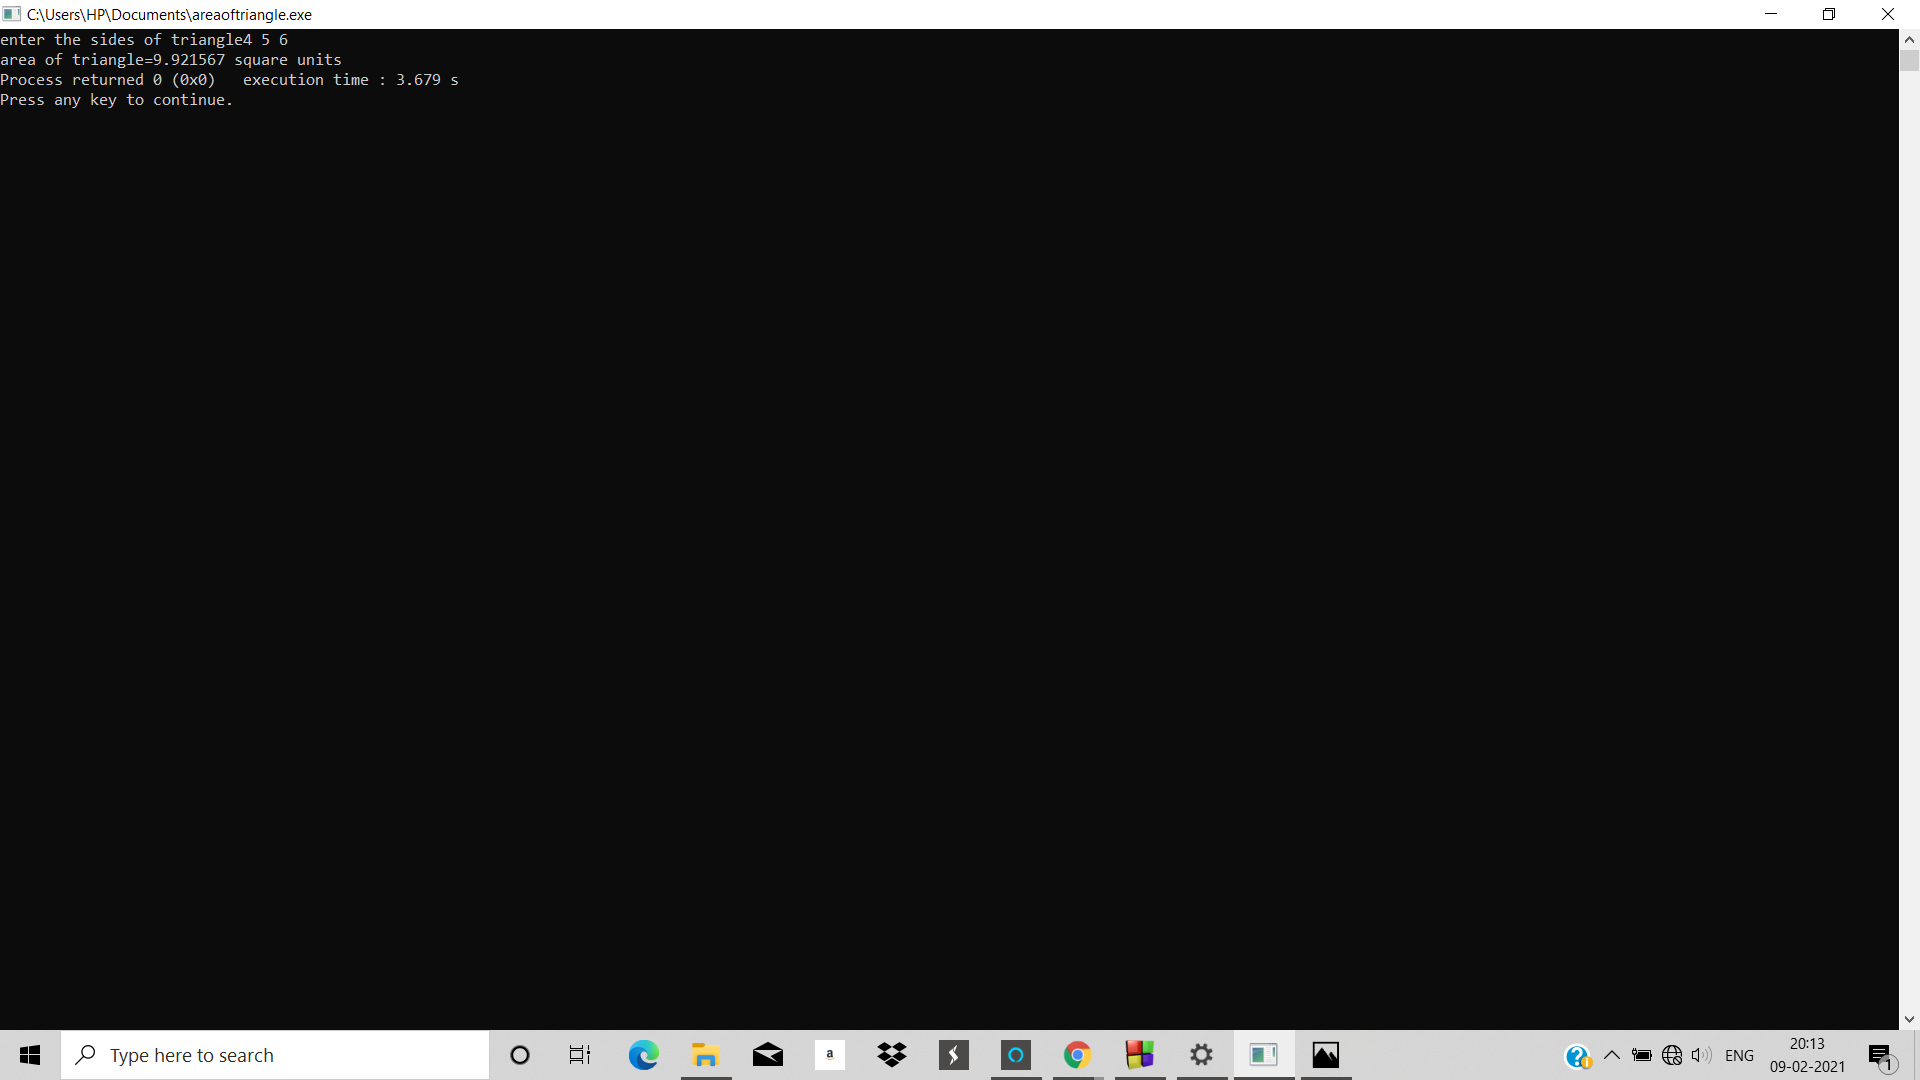 C:\Users\HP\Documents\areaoftriangle.exe
enter the sides of triangle4 5 6
area of triangle=9.921567 square units
Process returned 0 (0x0)   execution time : 3.679 s
Press any key to continue.
Type here to search
a
ENG
20:13
09-02-2021
1